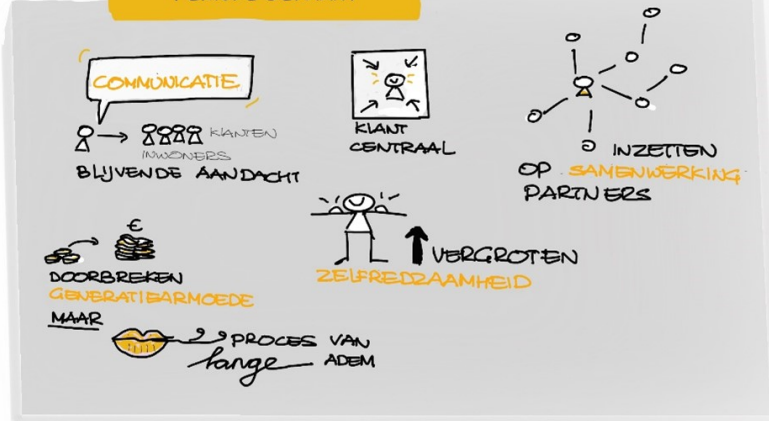 COMMUNICATIE
KLANTEN
INWONERS
BLIJVENDE AANDACHT
KLANT
CENTRAAL
INZETTEN
OP SAMENWERKING
PARTNERS
€
DOORBREKEN
GENERATIEARMOEDE
MAAR
PROCES VAN
lange ADEM
VERGROTEN
ZELFREDZAAMHEID